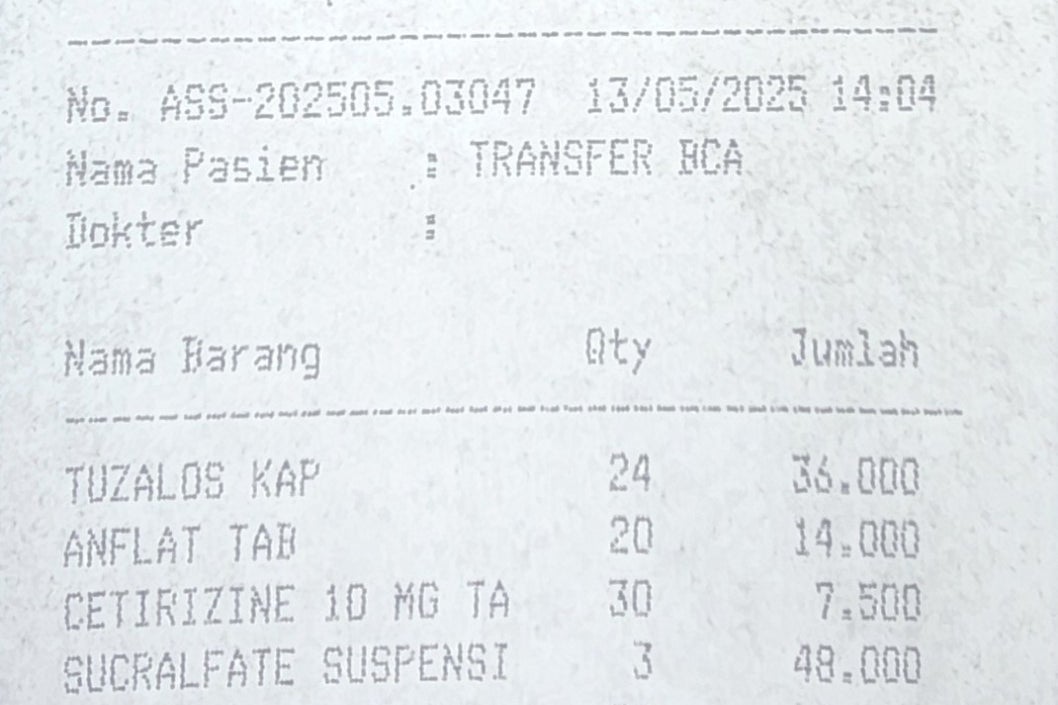 No. ASS-202505.03047 13/05/2025 14:04
Nama Pasien : TRANSFER BCA
Dokter :
Nama Barang Qty Jumlah
TUZALOS KAP 24 36.000
ANFLAT TAB 20 14.000
CETIRIZINE 10 MG TA 30 7.500
SUCRALFATE SUSPENSI 3 48.000